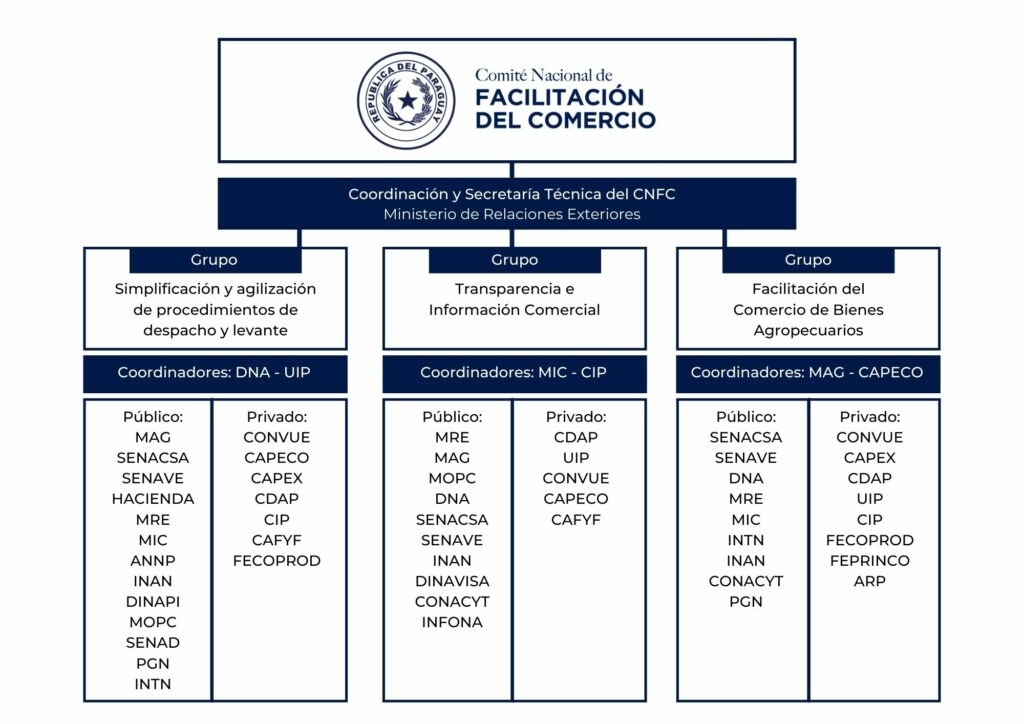 REPUBLICA DEL PARAGUAY
Comité Nacional de
FACILITACIÓN
DEL COMERCIO
Coordinación y Secretaría Técnica del CNFC
Ministerio de Relaciones Exteriores
Grupo
Simplificación y agilización
de procedimientos de
despacho y levante
Coordinadores: DNA - UIP
Público:
MAG
SENACSA
SENAVE
HACIENDA
MRE
MIC
ANNP
INAN
DINAPI
MOPC
SENAD
PGN
INTN
Privado:
CONVUE
CAPECO
CAPEX
CDAP
CIP
CAFYF
FECOPROD
Grupo
Transparencia e
Información Comercial
Coordinadores: MIC - CIP
Público:
MRE
MAG
MOPC
DNA
SENACSA
SENAVE
INAN
DINAVISA
CONACYT
INFONA
Privado:
CDAP
UIP
CONVUE
CAPECO
CAFYF
Grupo
Facilitación del
Comercio de Bienes
Agropecuarios
Coordinadores: MAG - CAPECO
Público:
SENACSA
SENAVE
DNA
MRE
MIC
INTN
INAN
CONACYT
PGN
Privado:
CONVUE
CAPEX
CDAP
UIP
CIP
FECOPROD
FEPRINCO
ARP